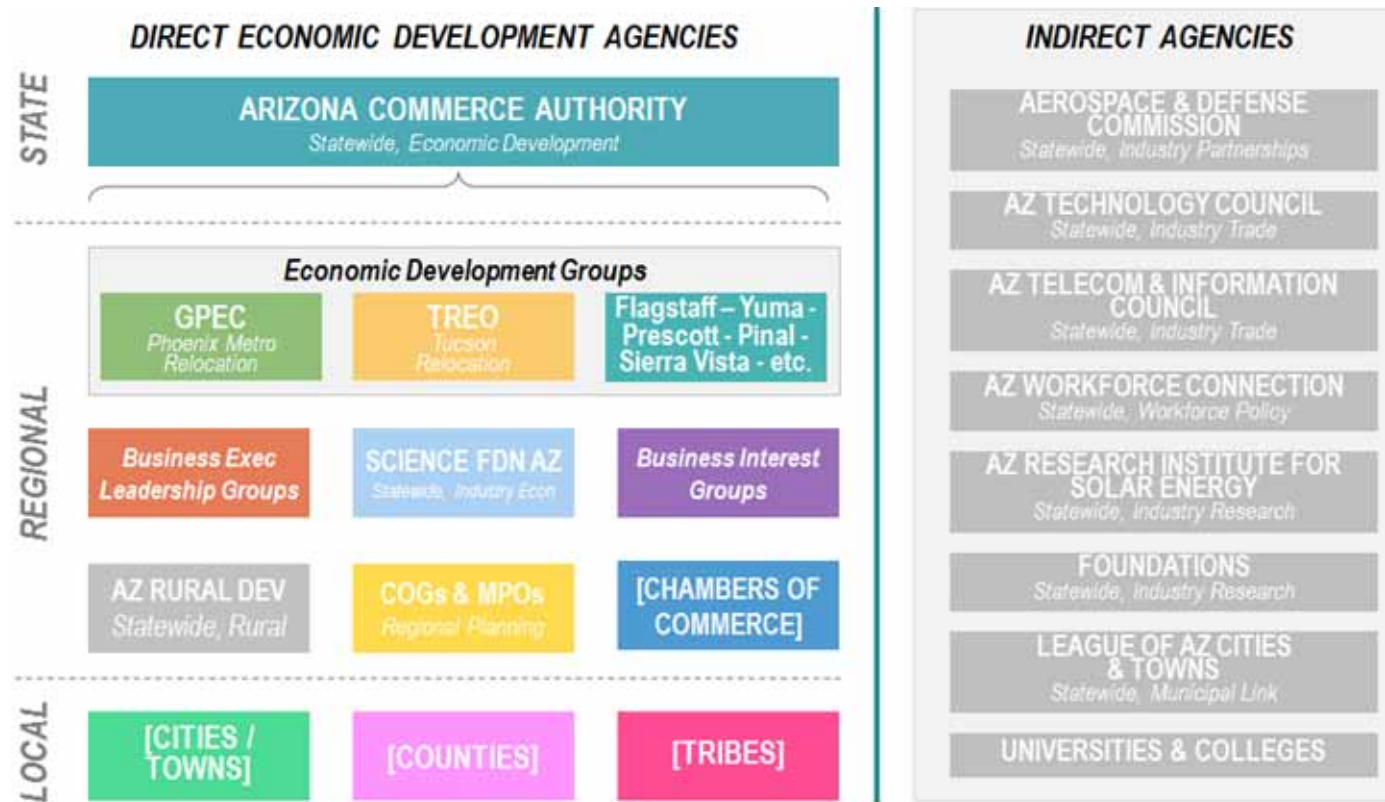 DIRECT ECONOMIC DEVELOPMENT AGENCIES
STATE
ARIZONA COMMERCE AUTHORITY
Statewide, Economic Development
REGIONAL
Economic Development Groups
GPEC
Phoenix Metro
Relocation
TREO
Tucson
Relocation
Flagstaff – Yuma -
Prescott - Pinal -
Sierra Vista - etc.
Business Exec
Leadership Groups
SCIENCE FDN AZ
Statewide, Industry Econ
Business Interest
Groups
AZ RURAL DEV
Statewide, Rural
COGs & MPOs
Regional Planning
[CHAMBERS OF
COMMERCE]
LOCAL
[CITIES /
TOWNS]
[COUNTIES]
[TRIBES]
INDIRECT AGENCIES
AEROSPACE & DEFENSE
COMMISSION
Statewide, Industry Partnerships
AZ TECHNOLOGY COUNCIL
Statewide, Industry Trade
AZ TELECOM & INFORMATION
COUNCIL
Statewide, Industry Trade
AZ WORKFORCE CONNECTION
Statewide, Workforce Policy
AZ RESEARCH INSTITUTE FOR
SOLAR ENERGY
Statewide, Industry Research
FOUNDATIONS
Statewide, Industry Research
LEAGUE OF AZ CITIES
& TOWNS
Statewide, Municipal Link
UNIVERSITIES & COLLEGES